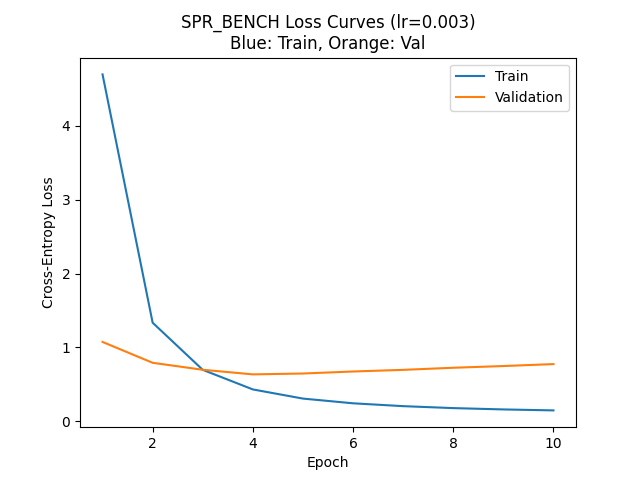 SPR_BENCH Loss Curves (lr=0.003)
Blue: Train, Orange: Val
Train
Validation
Cross-Entropy Loss
4
3
2
1
0
2
4
6
8
10
Epoch